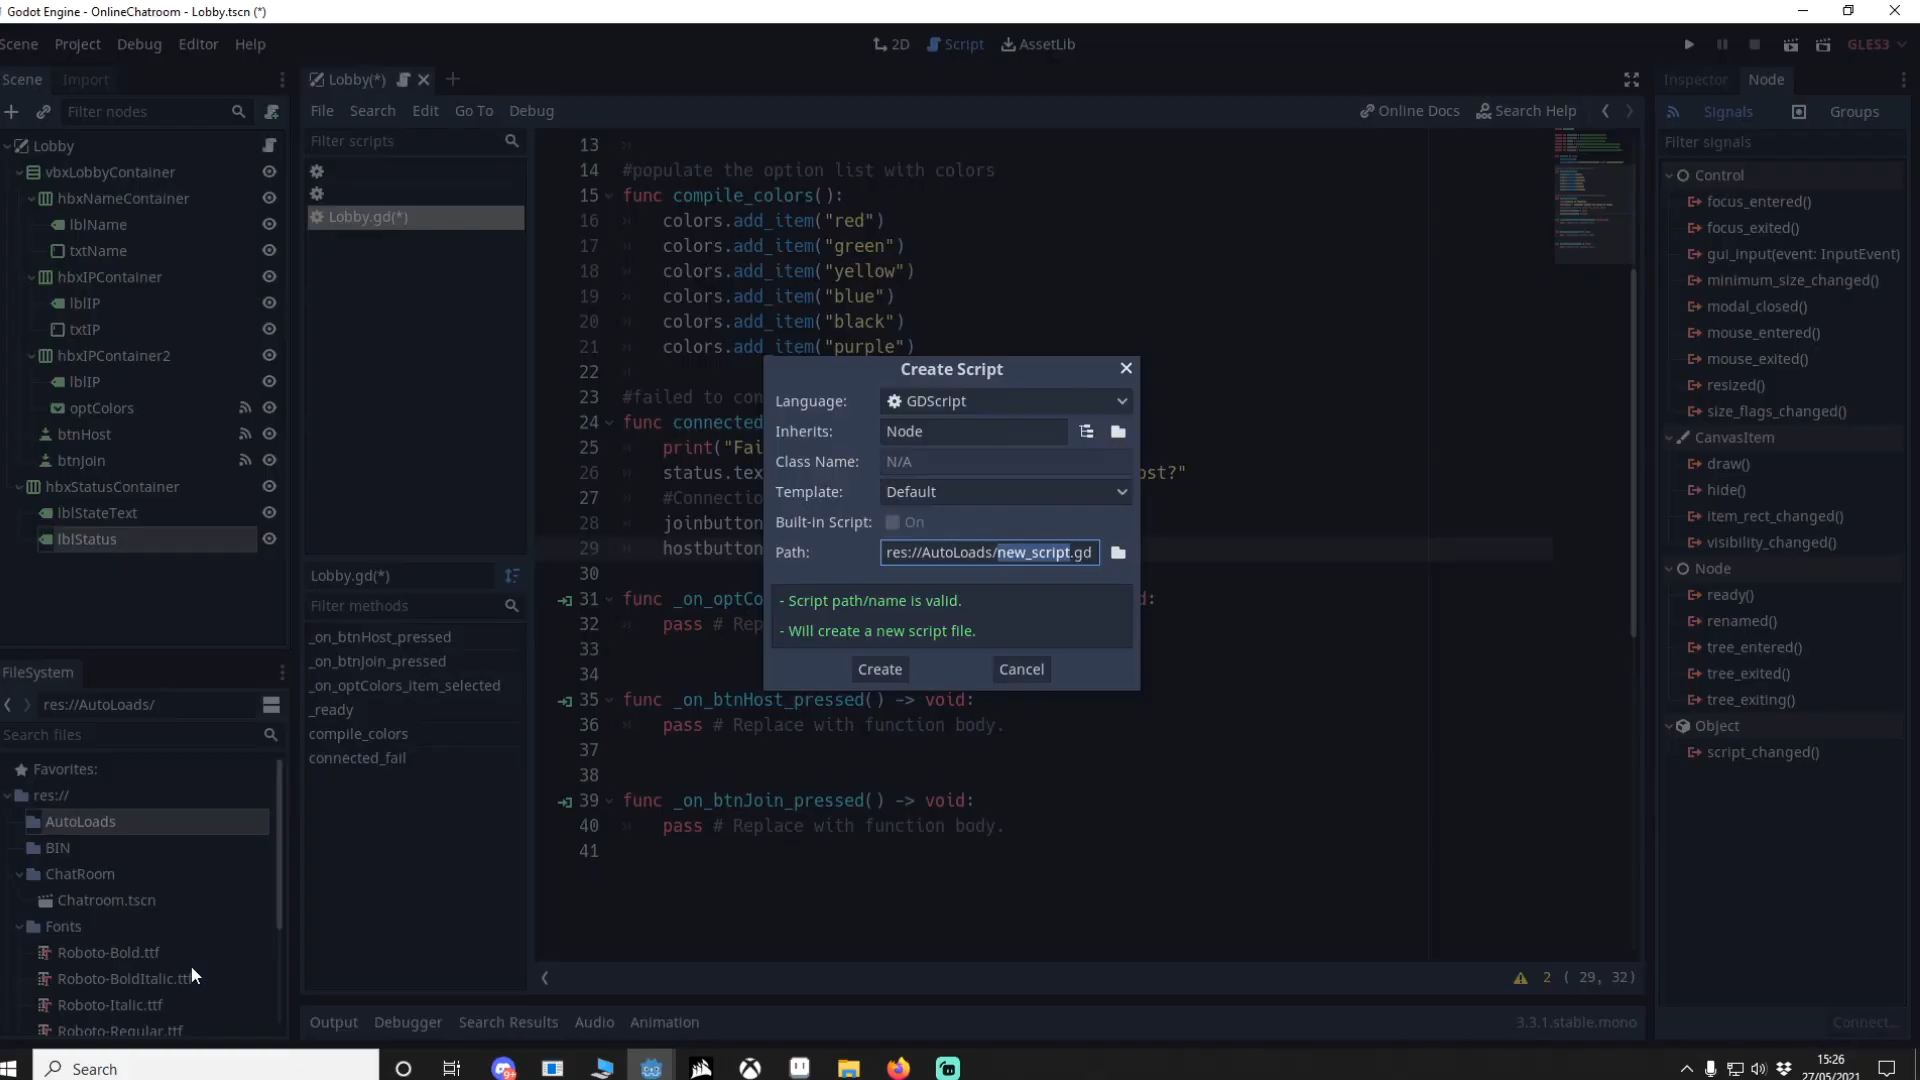 Godot Engine - OnlineChatroom - Lobby.tscn (*)
Scene Project Debug Editor Help
2D Script AssetLib
GLES3
Scene Import
Filter nodes
Lobby
vbxLobbyContainer
hbxNameContainer
lblName
txtName
hbxIPContainer
lblIP
txtIP
hbxIPContainer2
lblIP
optColors
btnHost
btnJoin
hbxStatusContainer
lblStateText
lblStatus
FileSystem
res://AutoLoads/
Search files
Favorites:
res://
AutoLoads
BIN
ChatRoom
Chatroom.tscn
Fonts
Roboto-Bold.ttf
Roboto-BoldItalic.ttf
Roboto-Italic.ttf
Roboto-Regular.ttf
Lobby(*)
File Search Edit Go To Debug
Online Docs Search Help
Filter scripts
Lobby.gd(*)
Lobby.gd(*)
Filter methods
_on_btnHost_pressed
_on_btnJoin_pressed
_on_optColors_item_selected
_ready
compile_colors
connected_fail
13
14 #populate the option list with colors
15 func compile_colors():
16 colors.add_item("red")
17 colors.add_item("green")
18 colors.add_item("yellow")
19 colors.add_item("blue")
20 colors.add_item("black")
21 colors.add_item("purple")
22
23 #failed to con
24 func connected
25 print("Fai
26 status.tex ost?"
27 #Connectio
28 joinbutton
29 hostbutton
30
31 func _on_optCo d:
32 pass # Rep
33
34
35 func _on_btnHost_pressed() -> void:
36 pass # Replace with function body.
37
38
39 func _on_btnJoin_pressed() -> void:
40 pass # Replace with function body.
41
2 ( 29, 32)
Output Debugger Search Results Audio Animation
3.3.1.stable.mono
Create Script
Language: GDScript
Inherits: Node
Class Name: N/A
Template: Default
Built-in Script: On
Path: res://AutoLoads/new_script.gd
- Script path/name is valid.
- Will create a new script file.
Create Cancel
Inspector Node
Signals Groups
Filter signals
Control
focus_entered()
focus_exited()
gui_input(event: InputEvent)
minimum_size_changed()
modal_closed()
mouse_entered()
mouse_exited()
resized()
size_flags_changed()
CanvasItem
draw()
hide()
item_rect_changed()
visibility_changed()
Node
ready()
renamed()
tree_entered()
tree_exited()
tree_exiting()
Object
script_changed()
Connect...
Search
15:26
27/05/2021